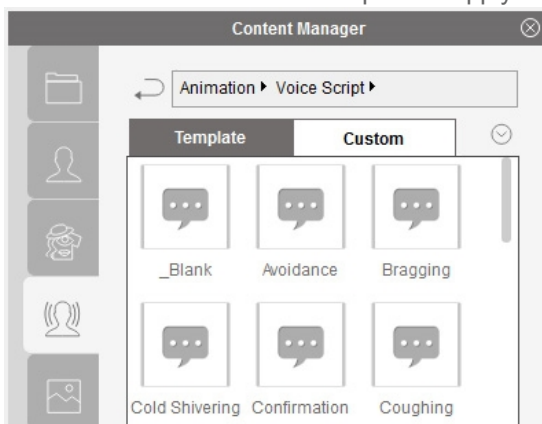 Content Manager
Animation Voice Script
Template Custom
_Blank Avoidance Bragging
Cold Shivering Confirmation Coughing